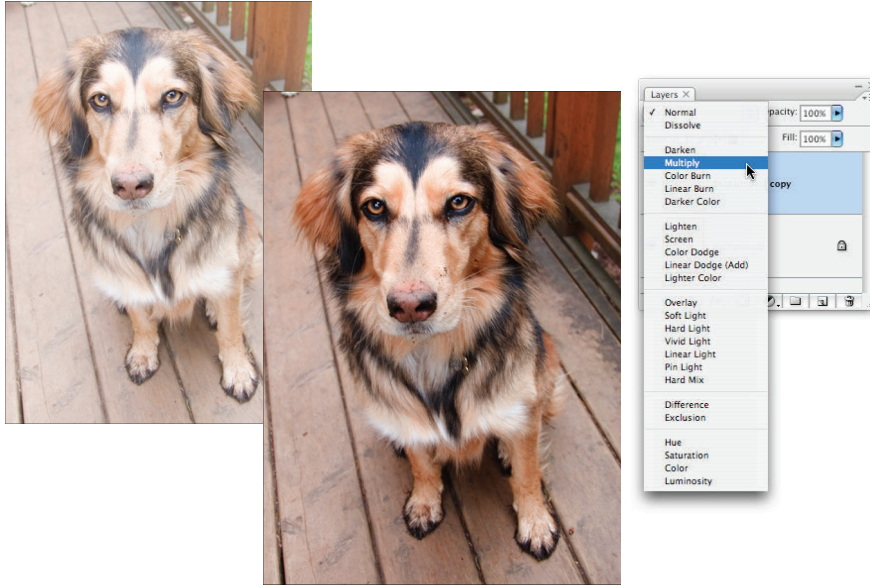 Layers
✓ Normal
pacity: 100%
Dissolve
Fill: 100%
Darken
Multiply
Color Burn
Linear Burn
Darker Color
copy
Lighten
Screen
Color Dodge
Linear Dodge (Add)
Lighter Color
Overlay
Soft Light
Hard Light
Vivid Light
Linear Light
Pin Light
Hard Mix
Difference
Exclusion
Hue
Saturation
Color
Luminosity